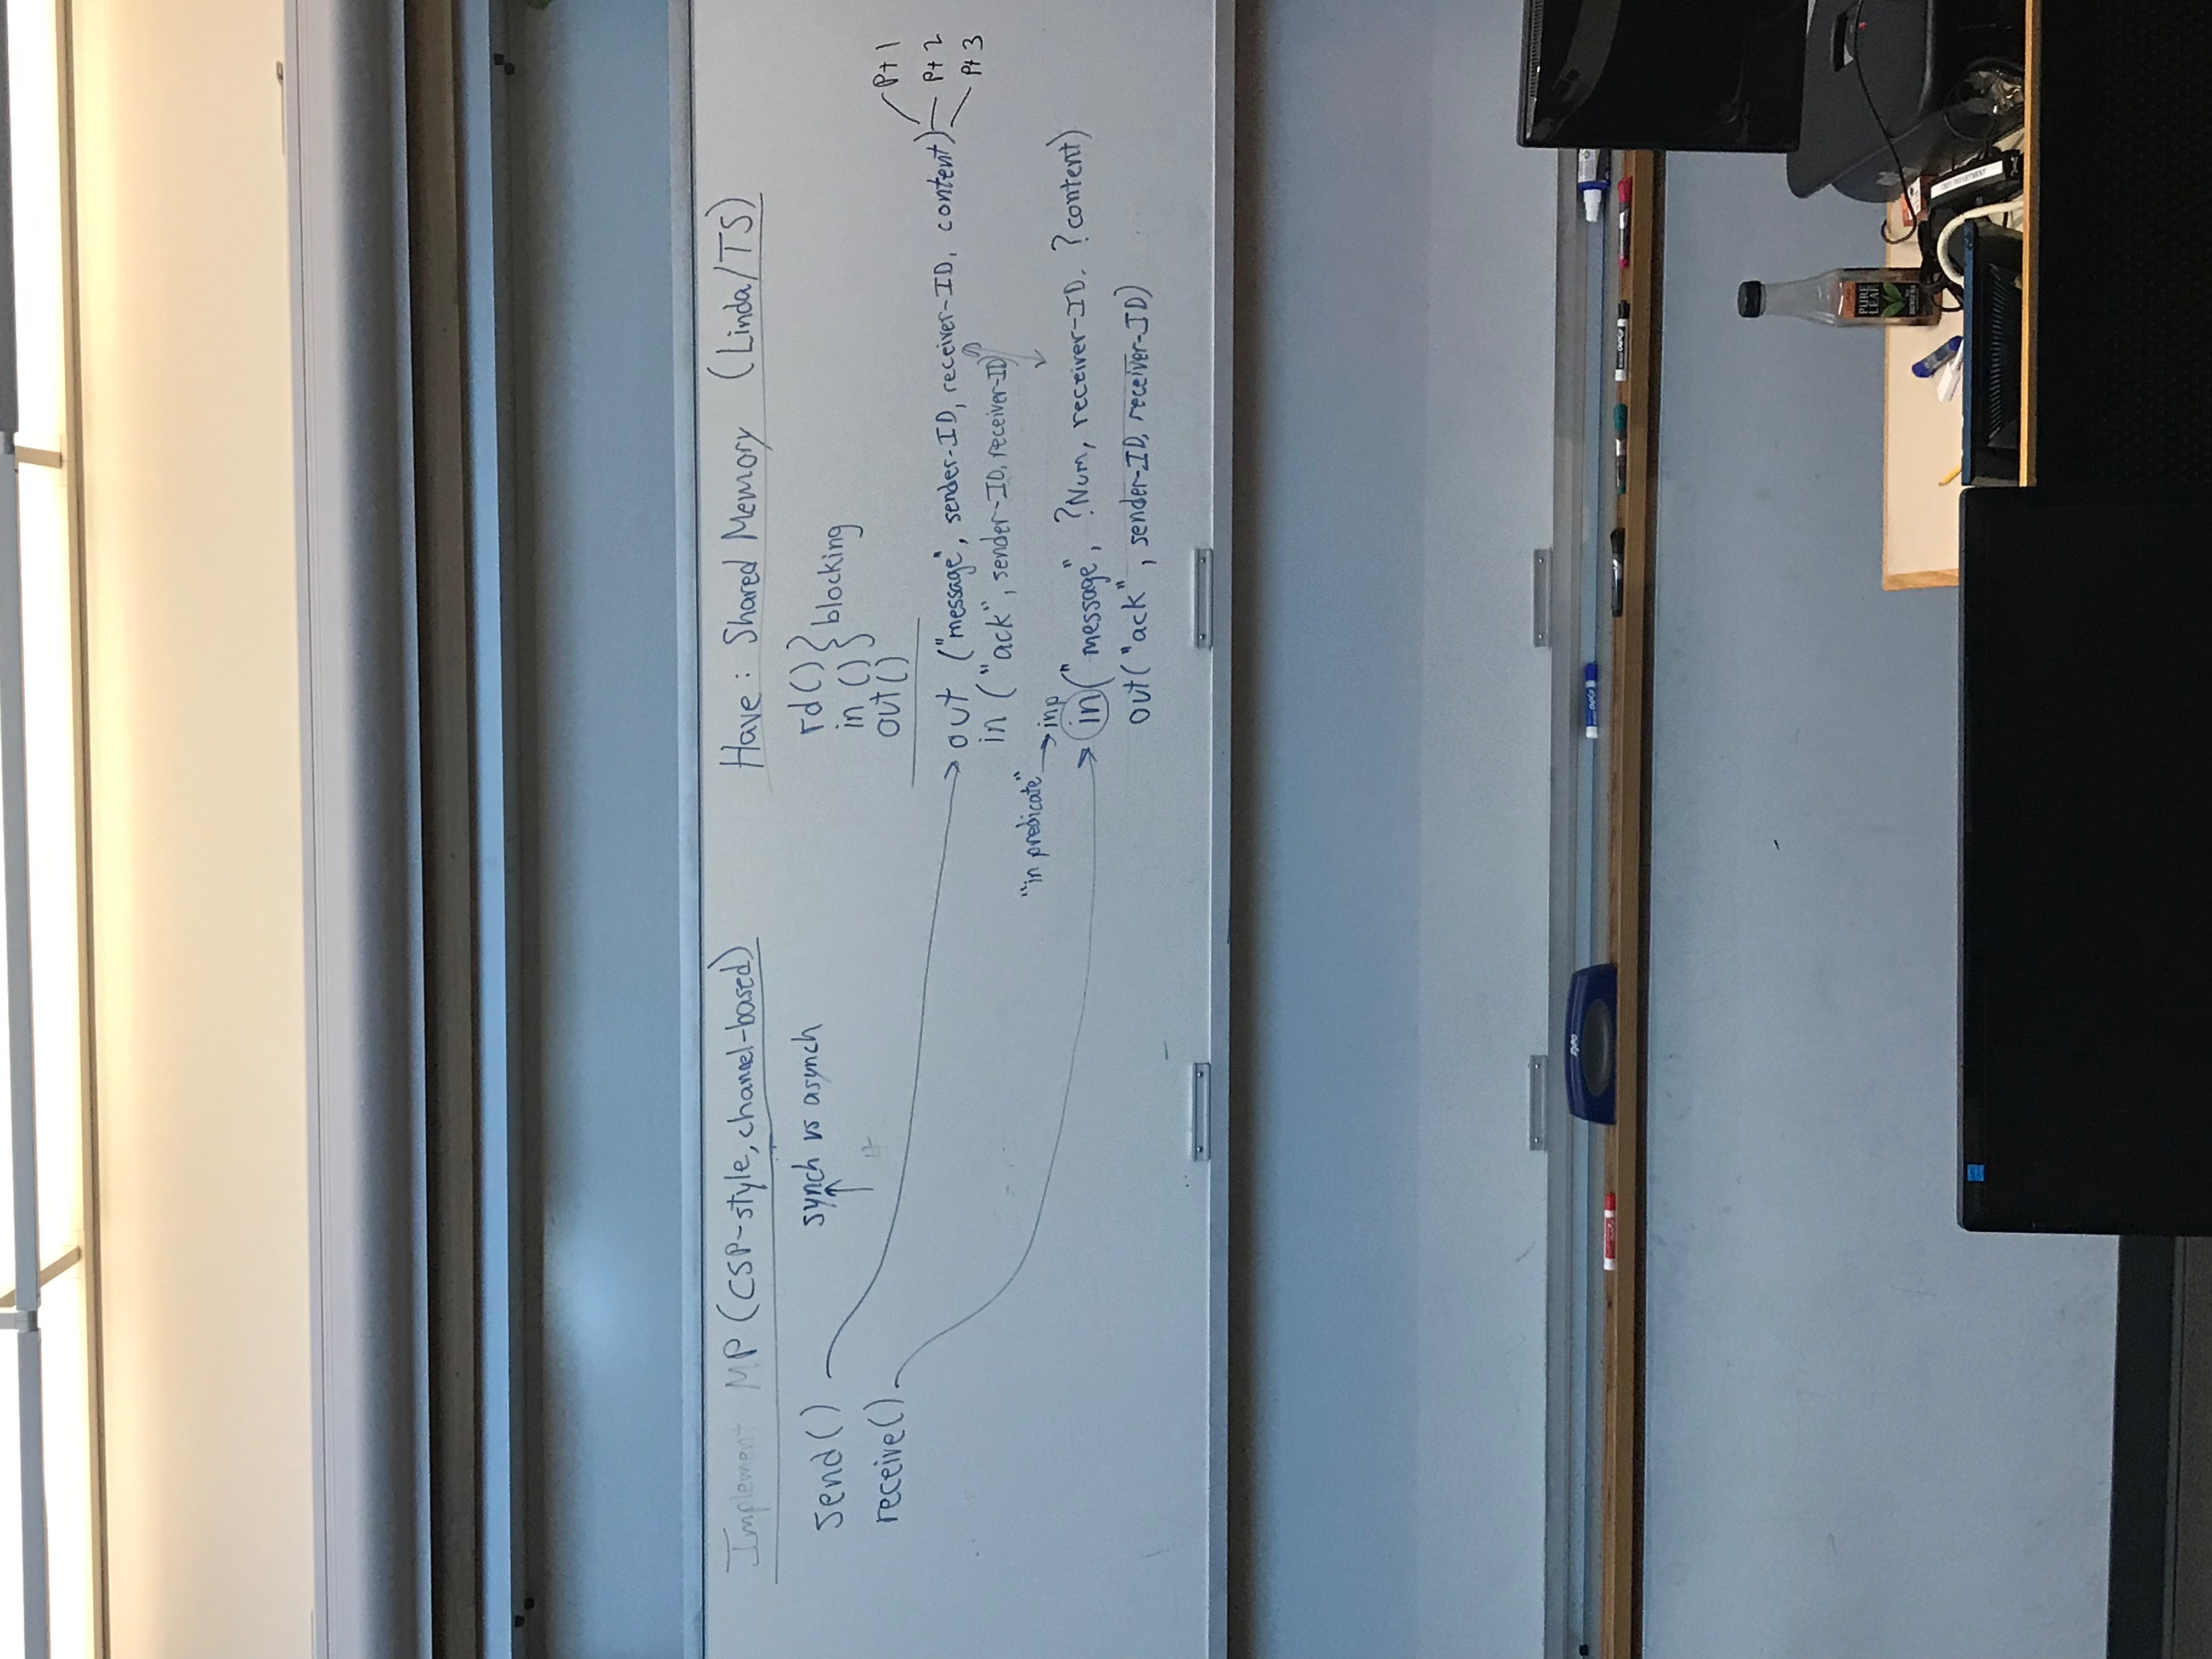 Implement MP (CSP-style, channel-based)
send()
synch vs asynch
receive()
Have: Shared Memory (Linda/TS)
rd()
in ()
blocking
out()
out ("message", sender-ID, receiver-ID, content)
Pt 1
Pt 2
Pt 3
in ("ack", sender-ID, receiver-ID)
"in predicate"
inp
in("message", ?Num, receiver-ID, ?content)
out("ack", sender-ID, receiver-ID)
EXPO
EXPO
PURE
LEAF